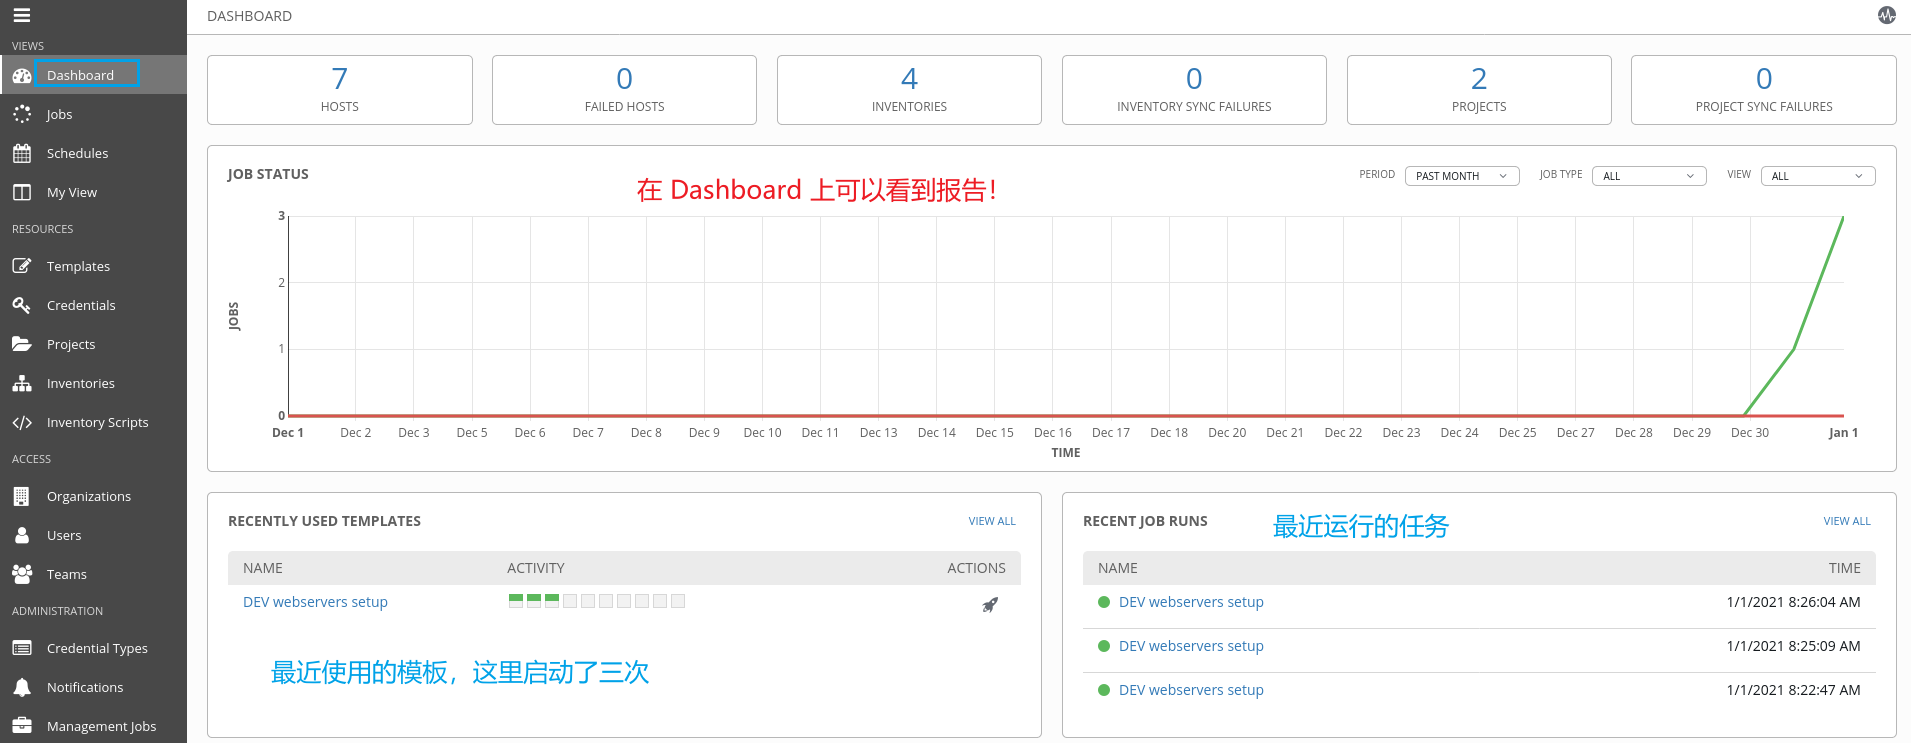 DASHBOARD
VIEWS
Dashboard
Jobs
Schedules
My View
RESOURCES
Templates
Credentials
Projects
Inventories
Inventory Scripts
ACCESS
Organizations
Users
Teams
ADMINISTRATION
Credential Types
Notifications
Management Jobs
7
HOSTS
0
FAILED HOSTS
4
INVENTORIES
0
INVENTORY SYNC FAILURES
2
PROJECTS
0
PROJECT SYNC FAILURES
JOB STATUS
在 Dashboard 上可以看到报告!
PERIOD PAST MONTH JOB TYPE ALL VIEW ALL
3
2
1
0
JOBS
Dec 1 Dec 2 Dec 3 Dec 5 Dec 6 Dec 7 Dec 8 Dec 9 Dec 10 Dec 11 Dec 13 Dec 14 Dec 15 Dec 16 Dec 17 Dec 18 Dec 20 Dec 21 Dec 22 Dec 23 Dec 24 Dec 25 Dec 27 Dec 28 Dec 29 Dec 30 Jan 1
TIME
RECENTLY USED TEMPLATES VIEW ALL
NAME ACTIVITY ACTIONS
DEV webservers setup
最近使用的模板，这里启动了三次
RECENT JOB RUNS 最近运行的任务 VIEW ALL
NAME TIME
DEV webservers setup 1/1/2021 8:26:04 AM
DEV webservers setup 1/1/2021 8:25:09 AM
DEV webservers setup 1/1/2021 8:22:47 AM